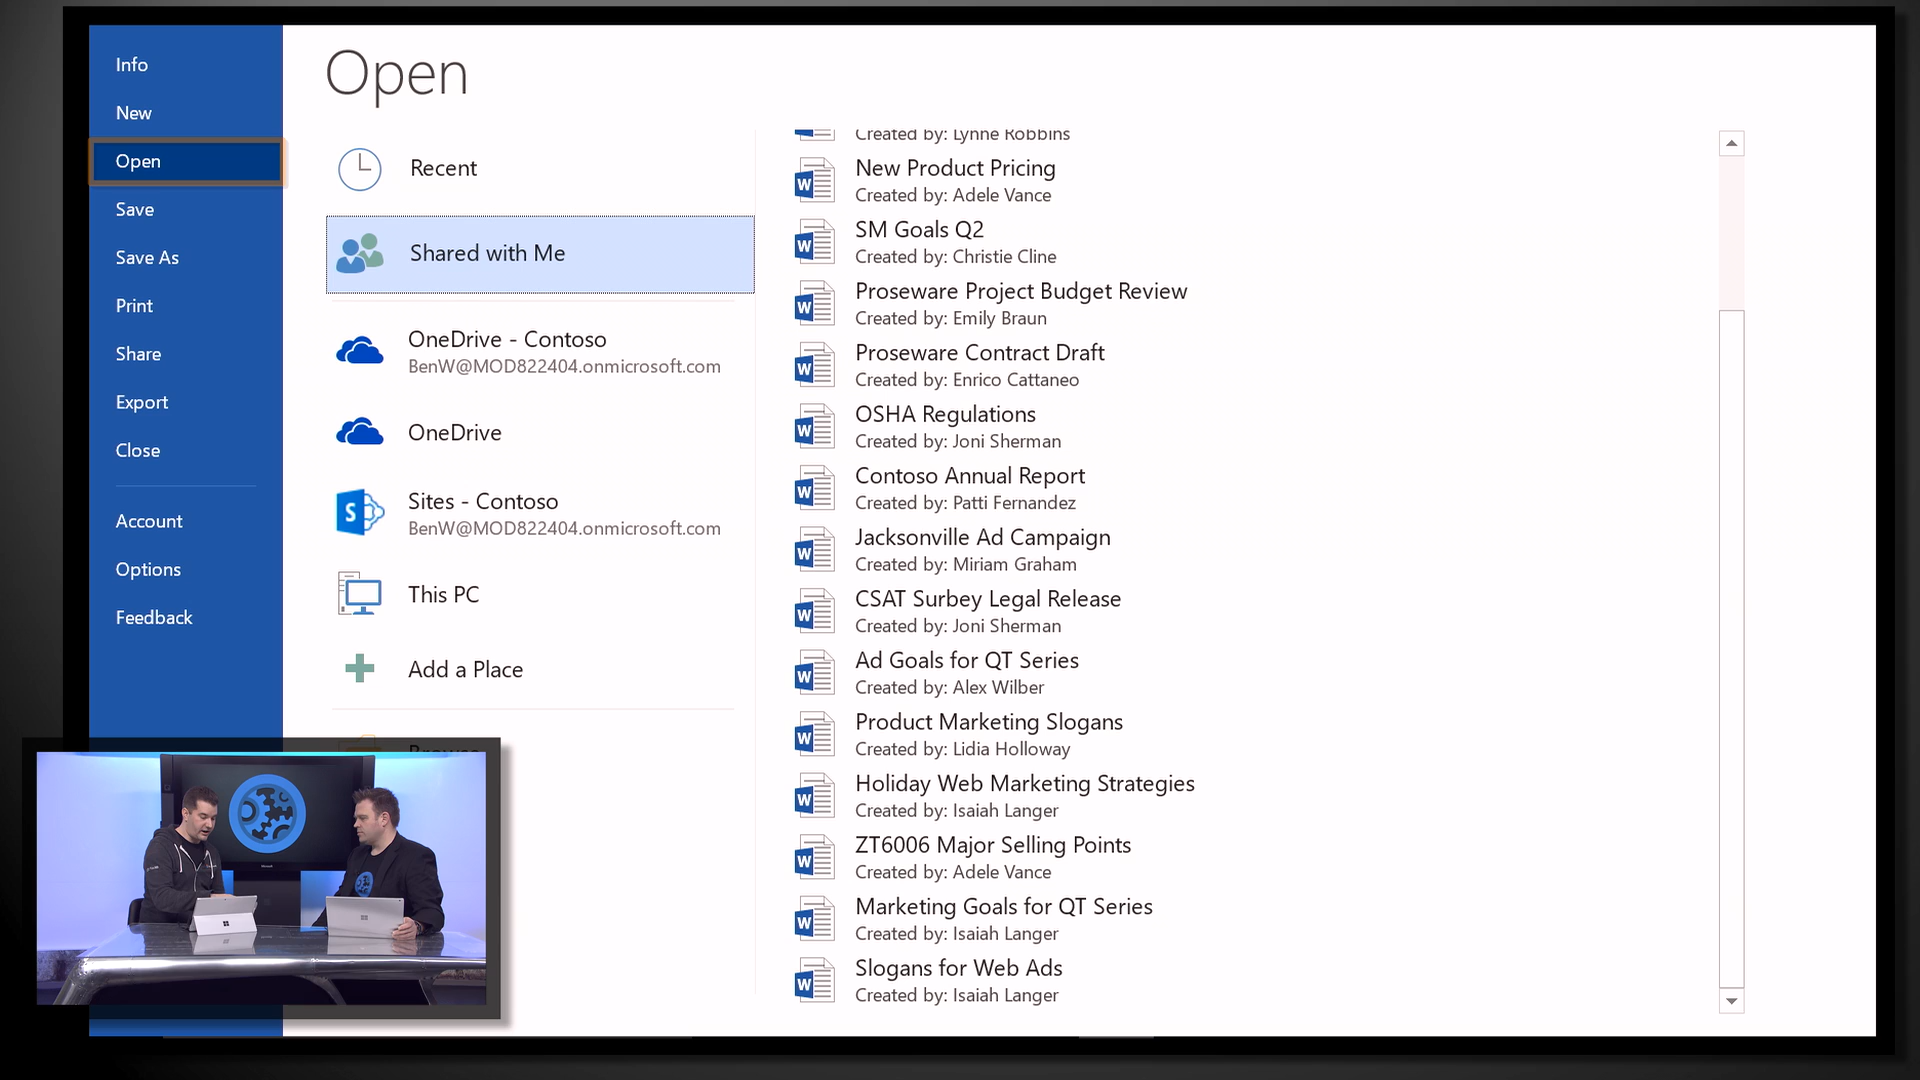 Info
New
Open
Save
Save As
Print
Share
Export
Close
Account
Options
Feedback
Open
Recent
Shared with Me
OneDrive - Contoso
BenW@MOD822404.onmicrosoft.com
OneDrive
Sites - Contoso
BenW@MOD822404.onmicrosoft.com
This PC
Add a Place
Browse
Created by: Lynne Robbins
New Product Pricing
Created by: Adele Vance
SM Goals Q2
Created by: Christie Cline
Proseware Project Budget Review
Created by: Emily Braun
Proseware Contract Draft
Created by: Enrico Cattaneo
OSHA Regulations
Created by: Joni Sherman
Contoso Annual Report
Created by: Patti Fernandez
Jacksonville Ad Campaign
Created by: Miriam Graham
CSAT Surbey Legal Release
Created by: Joni Sherman
Ad Goals for QT Series
Created by: Alex Wilber
Product Marketing Slogans
Created by: Lidia Holloway
Holiday Web Marketing Strategies
Created by: Isaiah Langer
ZT6006 Major Selling Points
Created by: Adele Vance
Marketing Goals for QT Series
Created by: Isaiah Langer
Slogans for Web Ads
Created by: Isaiah Langer